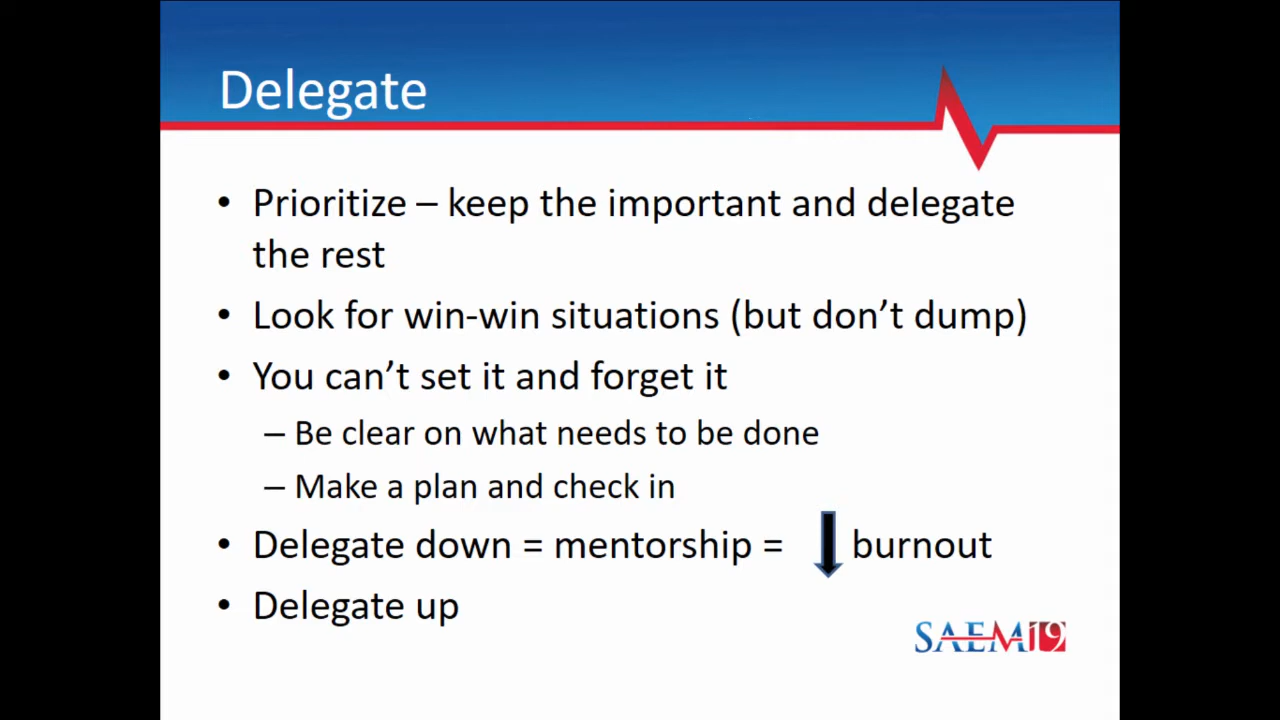 Delegate
• Prioritize – keep the important and delegate
the rest
• Look for win-win situations (but don’t dump)
• You can’t set it and forget it
– Be clear on what needs to be done
– Make a plan and check in
• Delegate down = mentorship = burnout
• Delegate up
SAEM19